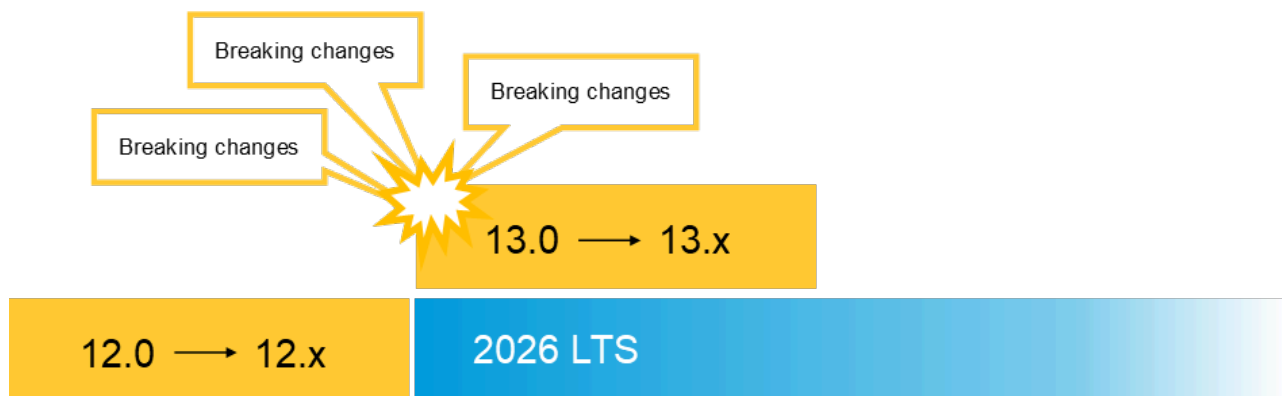 Breaking changes
Breaking changes
Breaking changes
13.0 → 13.x
12.0 → 12.x
2026 LTS